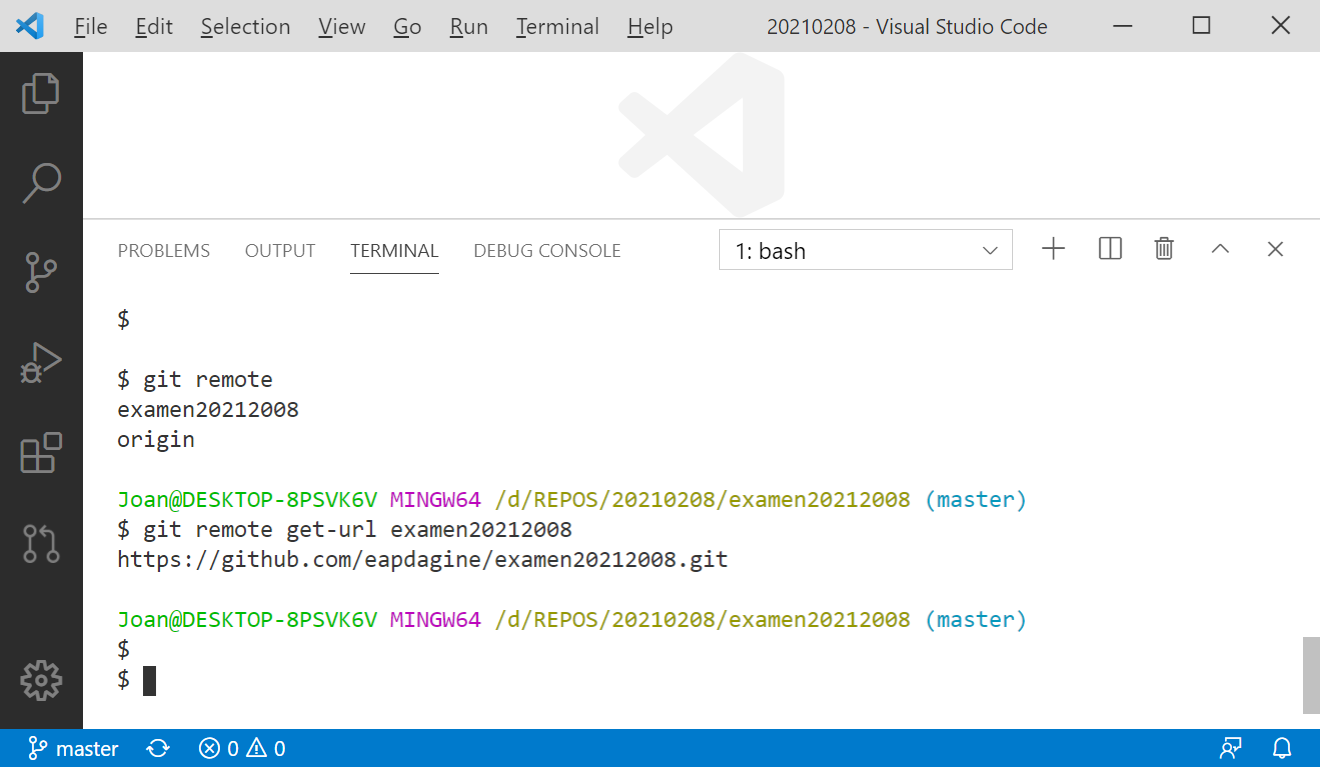 File Edit Selection View Go Run Terminal Help 20210208 - Visual Studio Code
PROBLEMS OUTPUT TERMINAL DEBUG CONSOLE 1: bash
$
$ git remote
examen20212008
origin
Joan@DESKTOP-8PSVK6V MINGW64 /d/REPOS/20210208/examen20212008 (master)
$ git remote get-url examen20212008
https://github.com/eapdagine/examen20212008.git
Joan@DESKTOP-8PSVK6V MINGW64 /d/REPOS/20210208/examen20212008 (master)
$
$
master 0 0